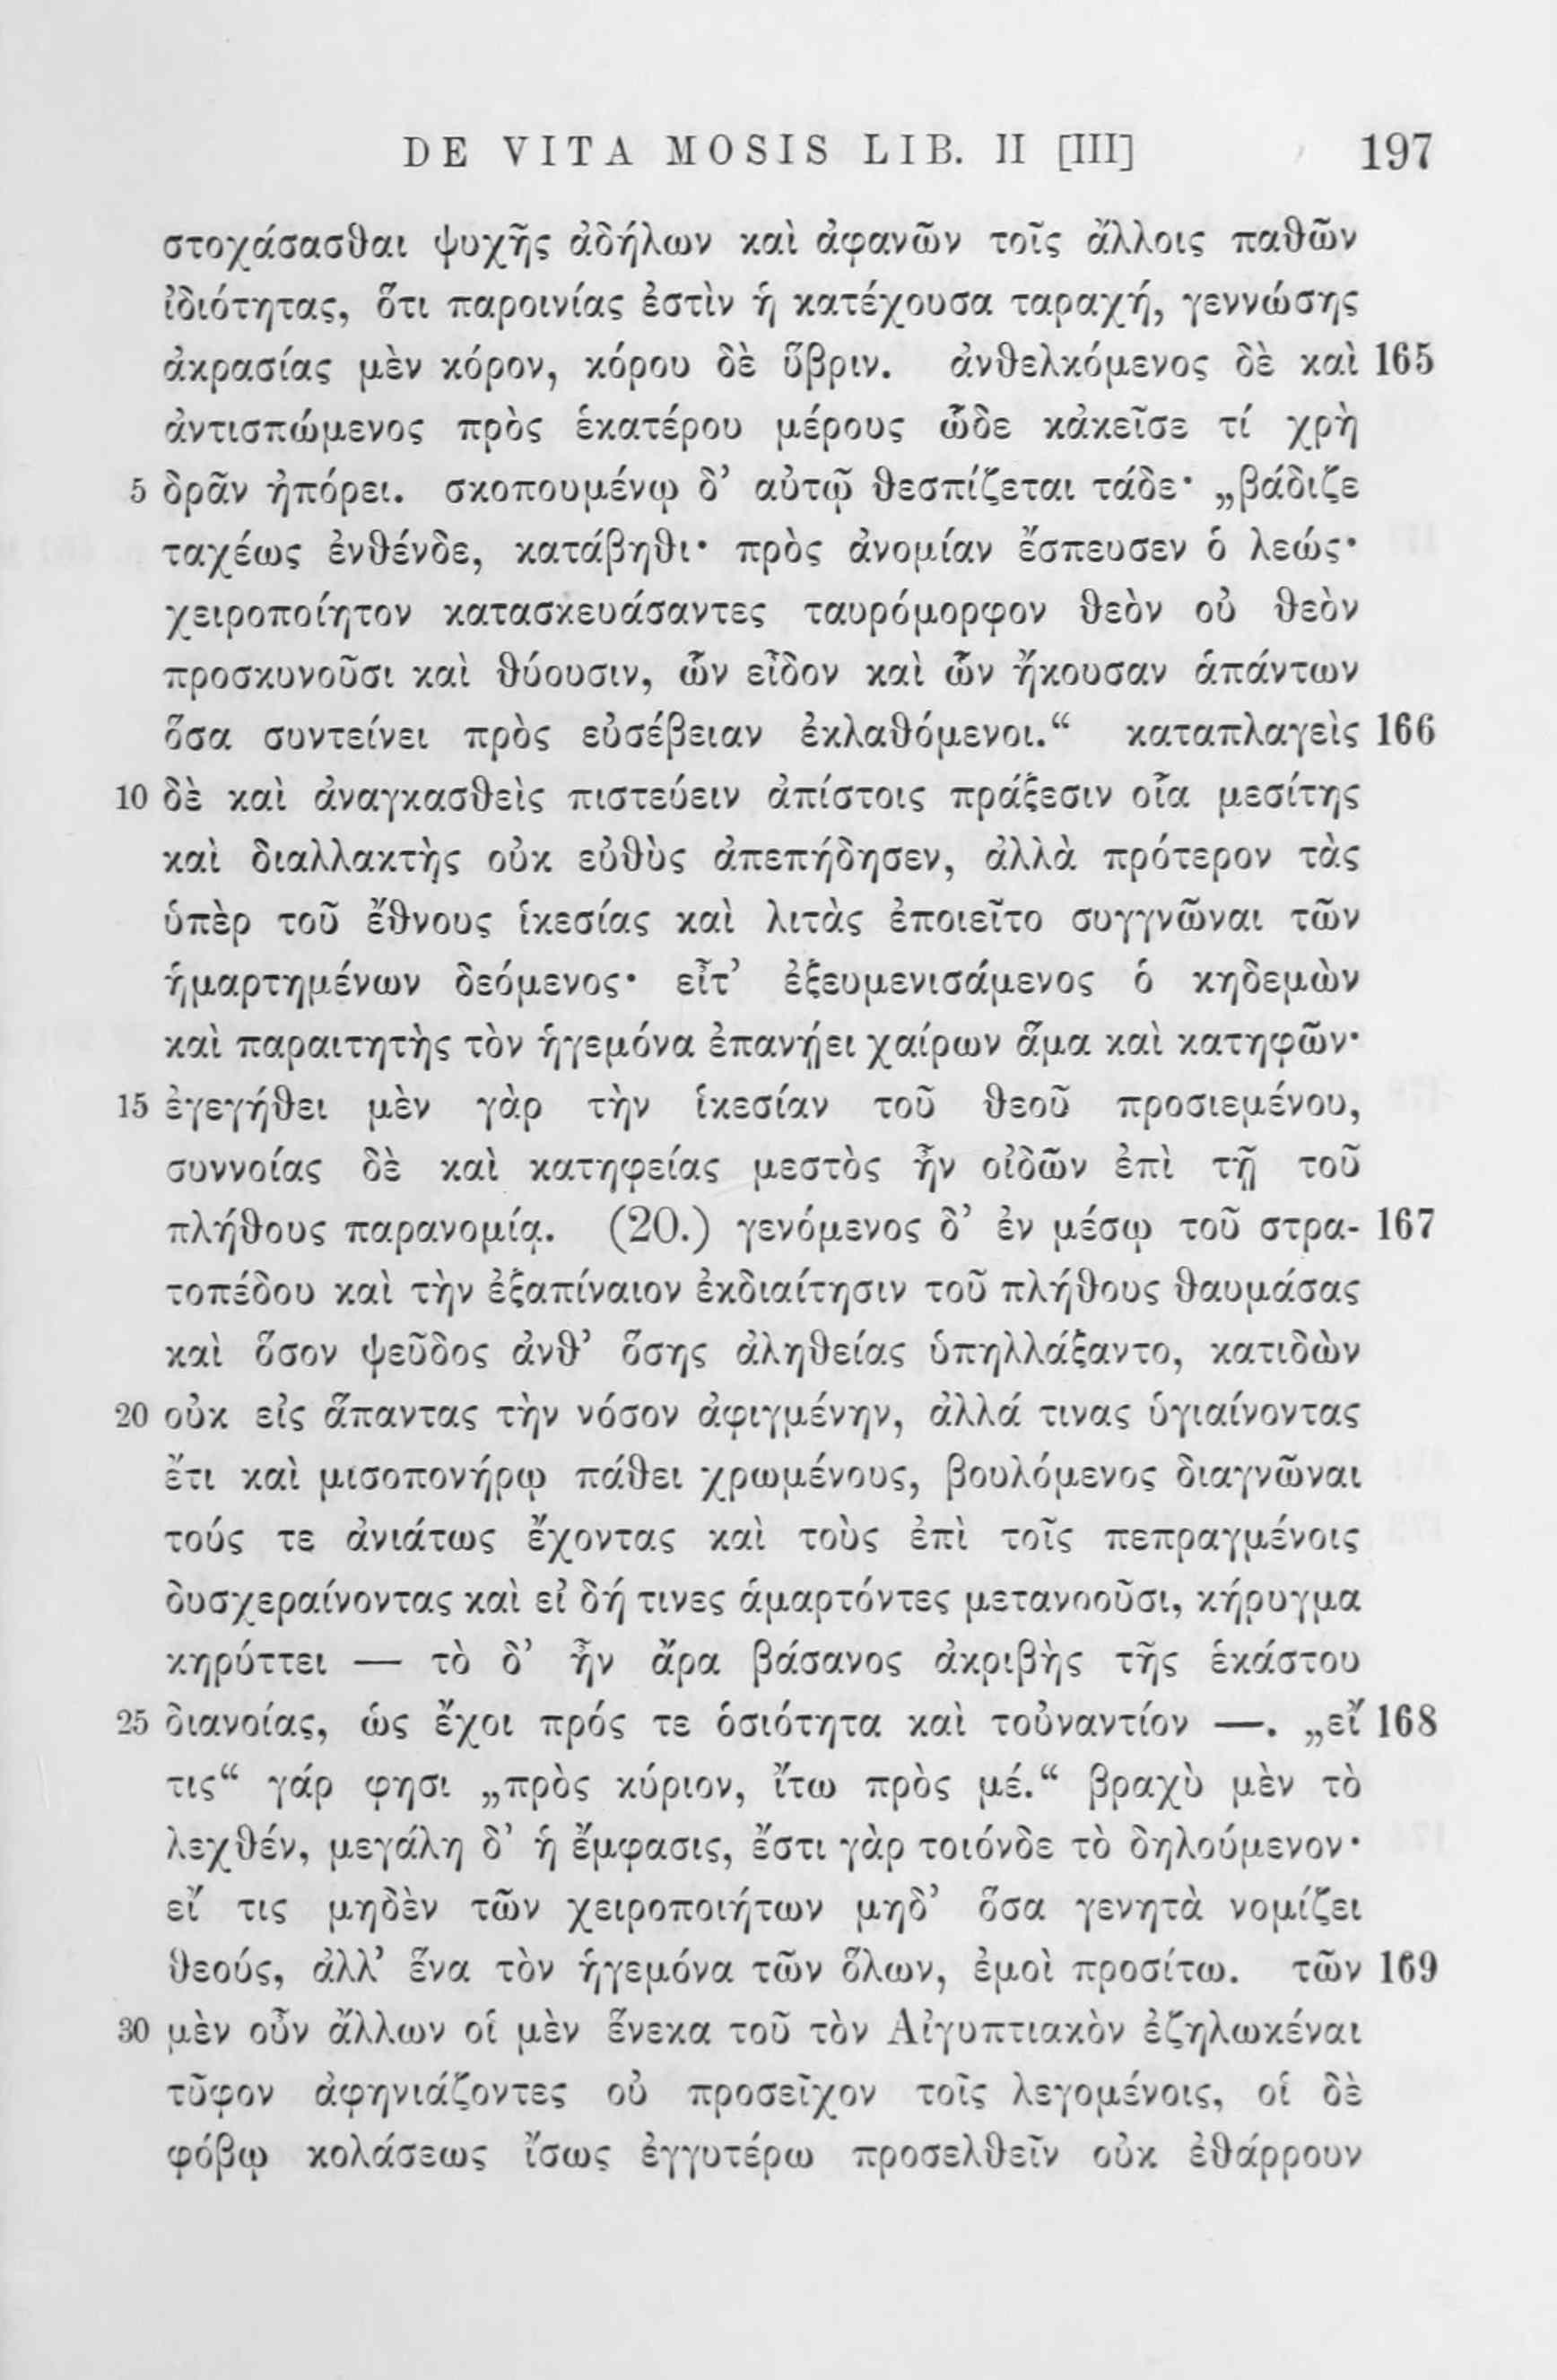 DE VITA MOSIS LIB. II [III] 197
στοχάσασθαι ψυχῆς ἀδήλων καὶ ἀφανῶν τοῖς ἄλλοις παθῶν
ἰδιότητας, ὅτι παροινίας ἐστὶν ἡ κατέχουσα ταραχή, γεννώσης
ἀκρασίας μὲν κόρον, κόρου δὲ ὕβριν. ἀνθελκόμενος δὲ καὶ 165
ἀντισπώμενος πρὸς ἑκατέρου μέρους ὧδε κἀκεῖσε τί χρὴ
5 δρᾶν ἠπόρει. σκοπουμένῳ δ’ αὐτῷ θεσπίζεται τάδε· „βάδιζε
ταχέως ἐνθένδε, κατάβηθι· πρὸς ἀνομίαν ἔσπευσεν ὁ λεώς·
χειροποίητον κατασκευάσαντες ταυρόμορφον θεὸν οὐ θεὸν
προσκυνοῦσι καὶ θύουσιν, ὧν εἶδον καὶ ὧν ἤκουσαν ἁπάντων
ὅσα συντείνει πρὸς εὐσέβειαν ἐκλαθόμενοι.“ καταπλαγεὶς 166
10 δὲ καὶ ἀναγκασθεὶς πιστεύειν ἀπίστοις πράξεσιν οἷα μεσίτης
καὶ διαλλακτὴς οὐκ εὐθὺς ἀπεπήδησεν, ἀλλὰ πρότερον τὰς
ὑπὲρ τοῦ ἔθνους ἱκεσίας καὶ λιτὰς ἐποιεῖτο συγγνῶναι τῶν
ἡμαρτημένων δεόμενος· εἶτ’ ἐξευμενισάμενος ὁ κηδεμὼν
καὶ παραιτητὴς τὸν ἡγεμόνα ἐπανῄει χαίρων ἅμα καὶ κατηφῶν·
15 ἐγεγήθει μὲν γὰρ τὴν ἱκεσίαν τοῦ θεοῦ προσιεμένου,
συννοίας δὲ καὶ κατηφείας μεστὸς ἦν οἰδῶν ἐπὶ τῇ τοῦ
πλήθους παρανομίᾳ. (20.) γενόμενος δ’ ἐν μέσῳ τοῦ στρα- 167
τοπέδου καὶ τὴν ἐξαπίναιον ἐκδιαίτησιν τοῦ πλήθους θαυμάσας
καὶ ὅσον ψεῦδος ἀνθ’ ὅσης ἀληθείας ὑπηλλάξαντο, κατιδὼν
20 οὐκ εἰς ἅπαντας τὴν νόσον ἀφιγμένην, ἀλλά τινας ὑγιαίνοντας
ἔτι καὶ μισοπονήρῳ πάθει χρωμένους, βουλόμενος διαγνῶναι
τούς τε ἀνιάτως ἔχοντας καὶ τοὺς ἐπὶ τοῖς πεπραγμένοις
δυσχεραίνοντας καὶ εἰ δή τινες ἁμαρτόντες μετανοοῦσι, κήρυγμα
κηρύττει — τὸ δ’ ἦν ἄρα βάσανος ἀκριβὴς τῆς ἑκάστου
25 διανοίας, ὡς ἔχοι πρός τε ὁσιότητα καὶ τοὐναντίον —. „εἴ 168
τις“ γάρ φησι „πρὸς κύριον, ἴτω πρὸς μέ.“ βραχὺ μὲν τὸ
λεχθέν, μεγάλη δ’ ἡ ἔμφασις, ἔστι γὰρ τοιόνδε τὸ δηλούμενον·
εἴ τις μηδὲν τῶν χειροποιήτων μηδ’ ὅσα γενητὰ νομίζει
θεούς, ἀλλ’ ἕνα τὸν ἡγεμόνα τῶν ὅλων, ἐμοὶ προσίτω. τῶν 169
30 μὲν οὖν ἄλλων οἱ μὲν ἕνεκα τοῦ τὸν Αἰγυπτιακὸν ἐζηλωκέναι
τῦφον ἀφηνιάζοντες οὐ προσεῖχον τοῖς λεγομένοις, οἱ δὲ
φόβῳ κολάσεως ἴσως ἐγγυτέρω προσελθεῖν οὐκ ἐθάρρουν